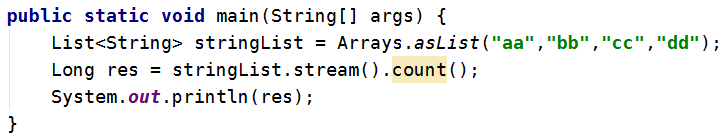 public static void main(String[] args) {
    List<String> stringList = Arrays.asList("aa","bb","cc","dd");
    Long res = stringList.stream().count();
    System.out.println(res);
}